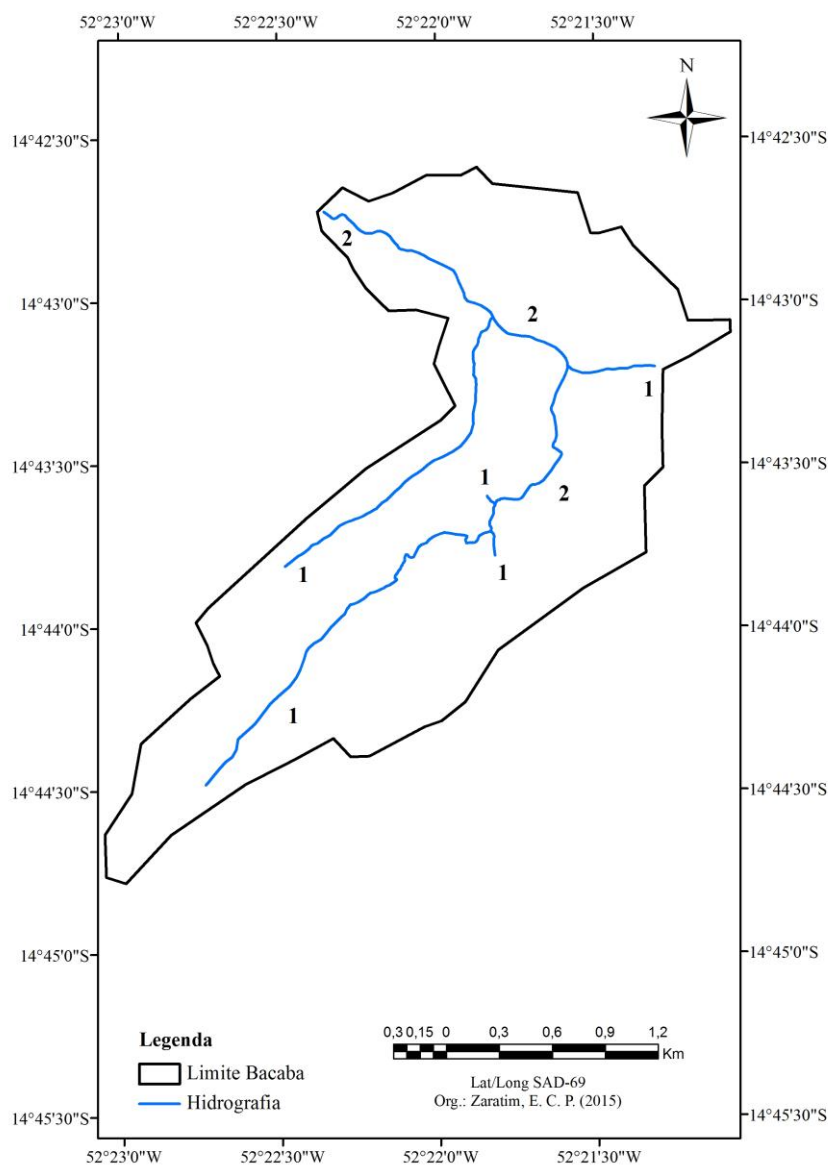 52°23'0"W 52°22'30"W 52°22'0"W 52°21'30"W
N
14°42'30"S 14°42'30"S
2
14°43'0"S 2 14°43'0"S
1
14°43'30"S 14°43'30"S
1
2
1 1
14°44'0"S 14°44'0"S
1
14°44'30"S 14°44'30"S
14°45'0"S 14°45'0"S
Legenda
Limite Bacaba
Hidrografia
0,3 0,15 0 0,3 0,6 0,9 1,2
Km
Lat/Long SAD-69
Org.: Zaratim, E. C. P. (2015)
14°45'30"S 14°45'30"S
52°23'0"W 52°22'30"W 52°22'0"W 52°21'30"W